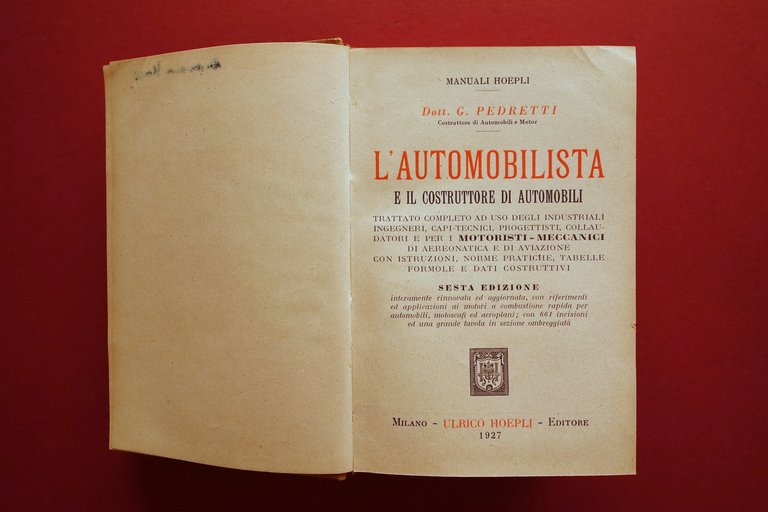 MANUALI HOEPLI
Dott. G. PEDRETTI
Costruttore di Automobili e Motor
L'AUTOMOBILISTA
E IL COSTRUTTORE DI AUTOMOBILI
TRATTATO COMPLETO AD USO DEGLI INDUSTRIALI
INGEGNERI, CAPI-TECNICI, PROGETTISTI, COLLAU-
DATORI E PER I MOTORISTI-MECCANICI
DI AEREONATICA E DI AVIAZIONE
CON ISTRUZIONI, NORME PRATICHE, TABELLE
FORMOLE E DATI COSTRUTTIVI
SESTA EDIZIONE
interamente rinnovata ed aggiornata, con riferimenti
ed applicazioni ai motori a combustione rapida per
automobili, motoscafi ed aeroplani; con 661 incisioni
ed una grande tavola in sezione ombreggiata
MILANO - ULRICO HOEPLI - EDITORE
1927